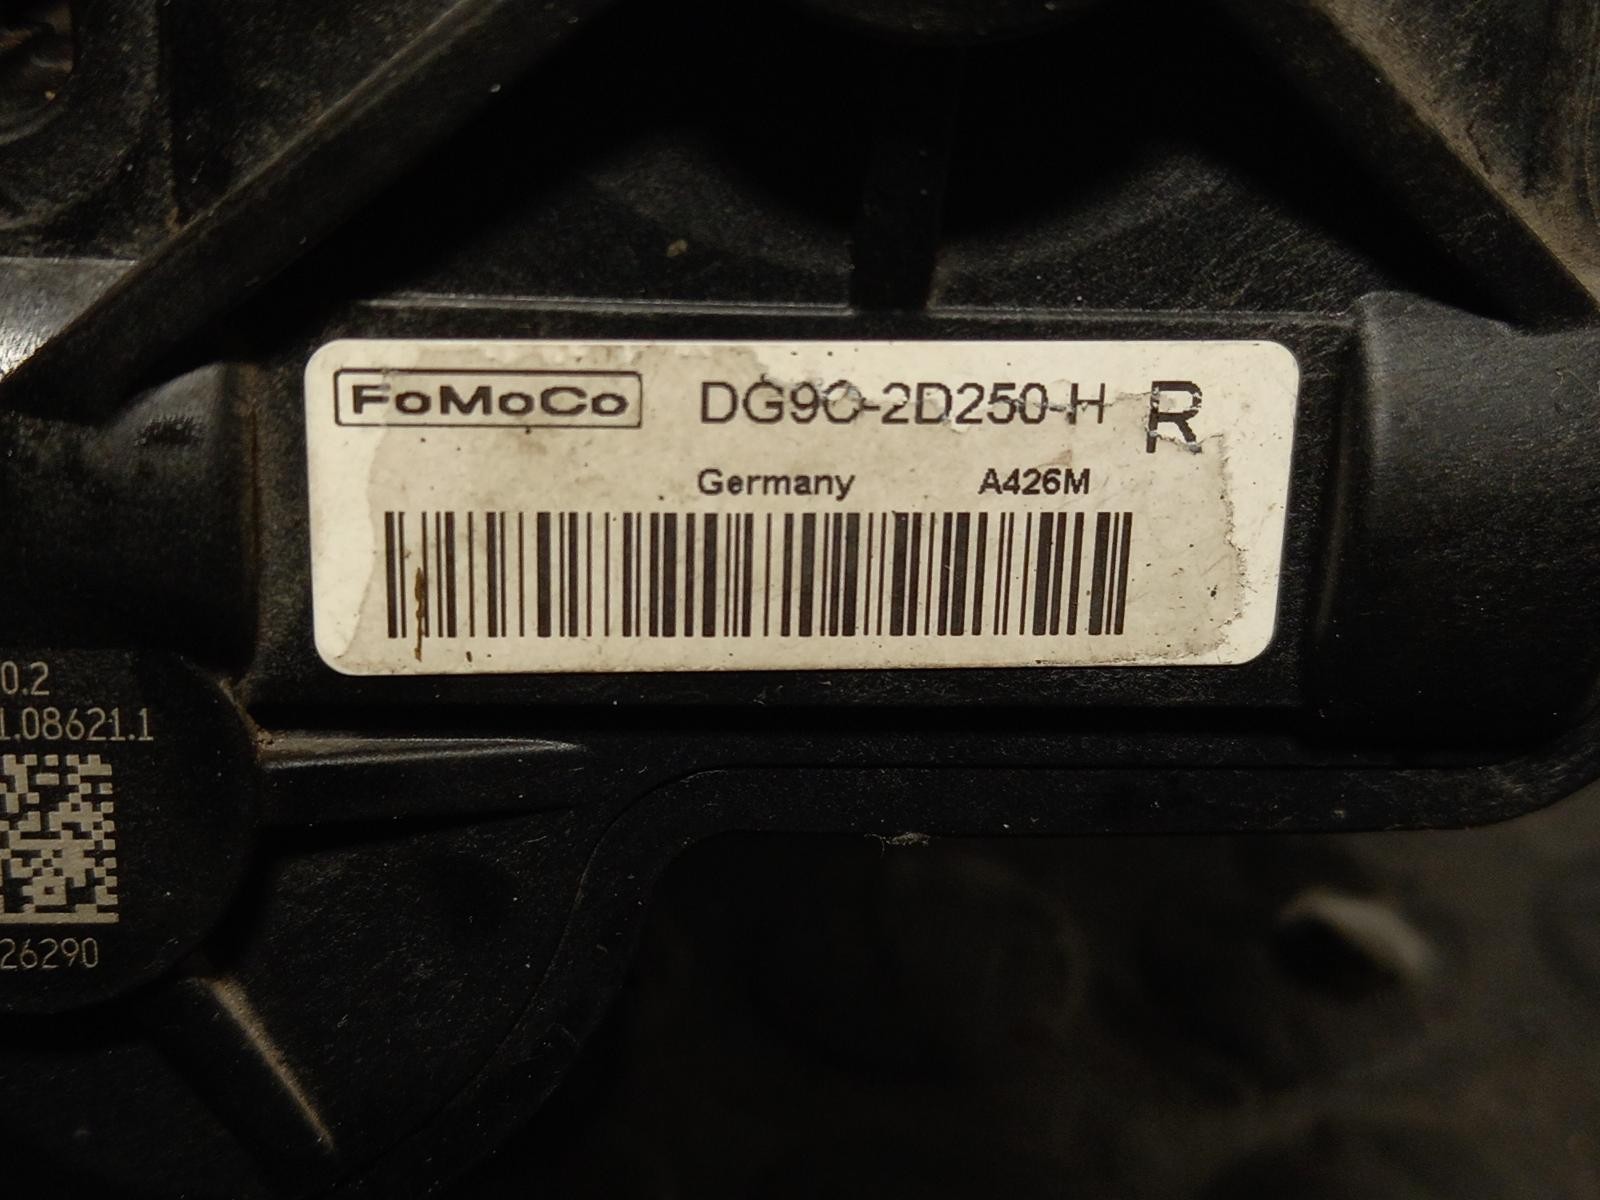 FoMoCo DG9C-2D250-H R
Germany A426M
0.2
1.08621.1
26290